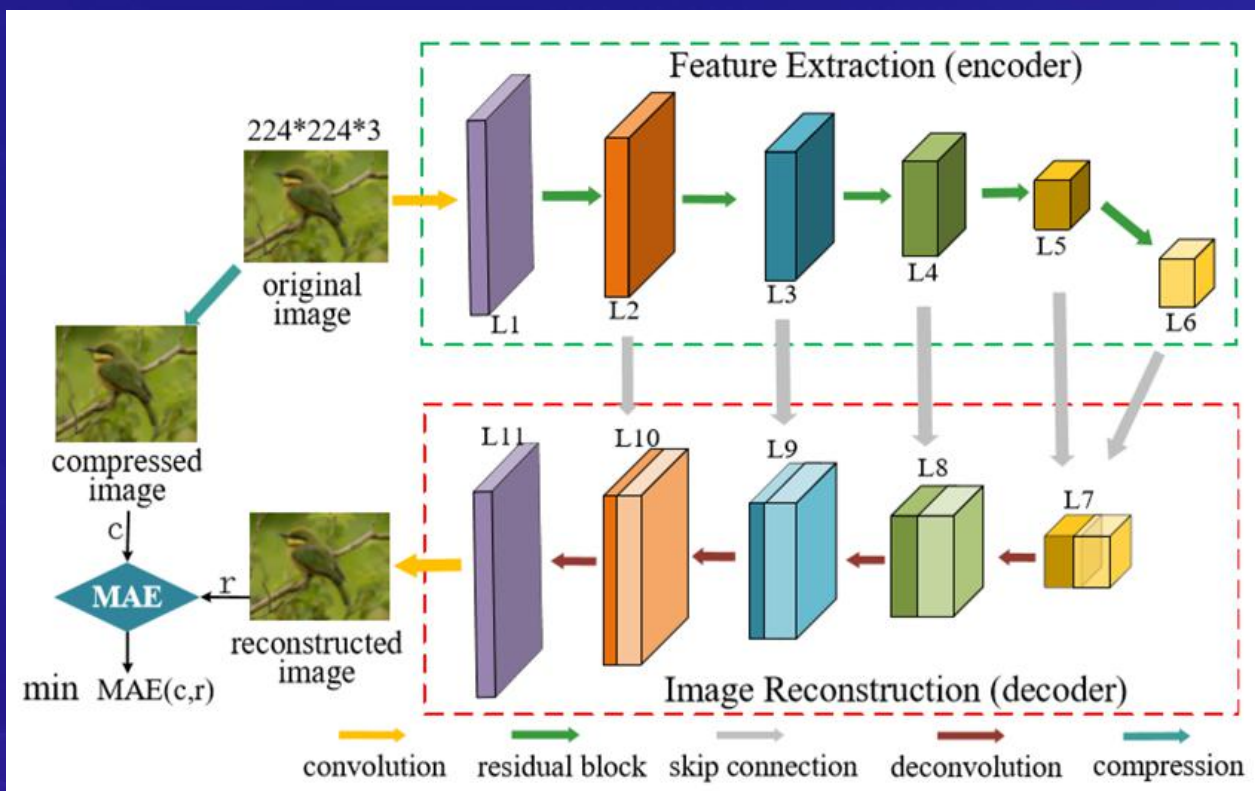 Feature Extraction (encoder)
224*224*3
original
image
L1
L2
L3
L4
L5
L6
compressed
image
c
MAE
r
min MAE(c,r)
reconstructed
image
L11
L10
L9
L8
L7
Image Reconstruction (decoder)
convolution
residual block
skip connection
deconvolution
compression